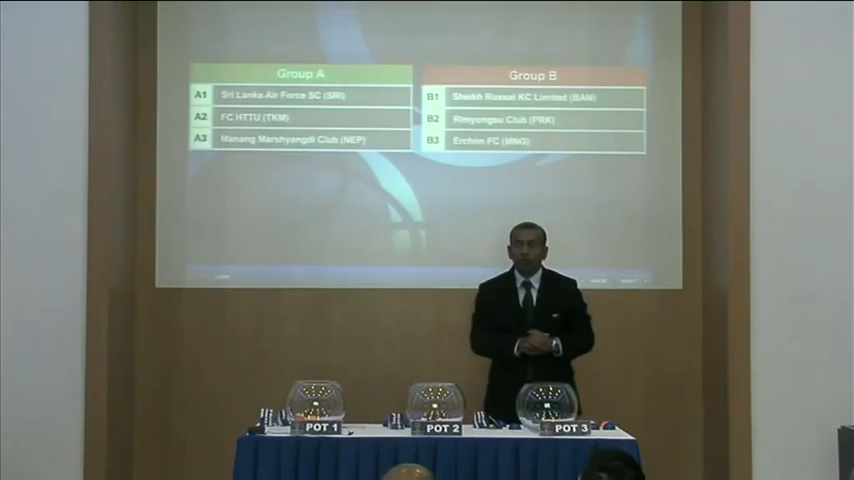 Group A
A1 Sri Lanka Air Force SC (SRI)
A2 FC HTTU (TKM)
A3 Manang Marshyangdi Club (NEP)
Group B
B1 Sheikh Russel KC Limited (BAN)
B2 Rimyongsu Club (PRK)
B3 Erchim FC (MNG)
POT 1
POT 2
POT 3